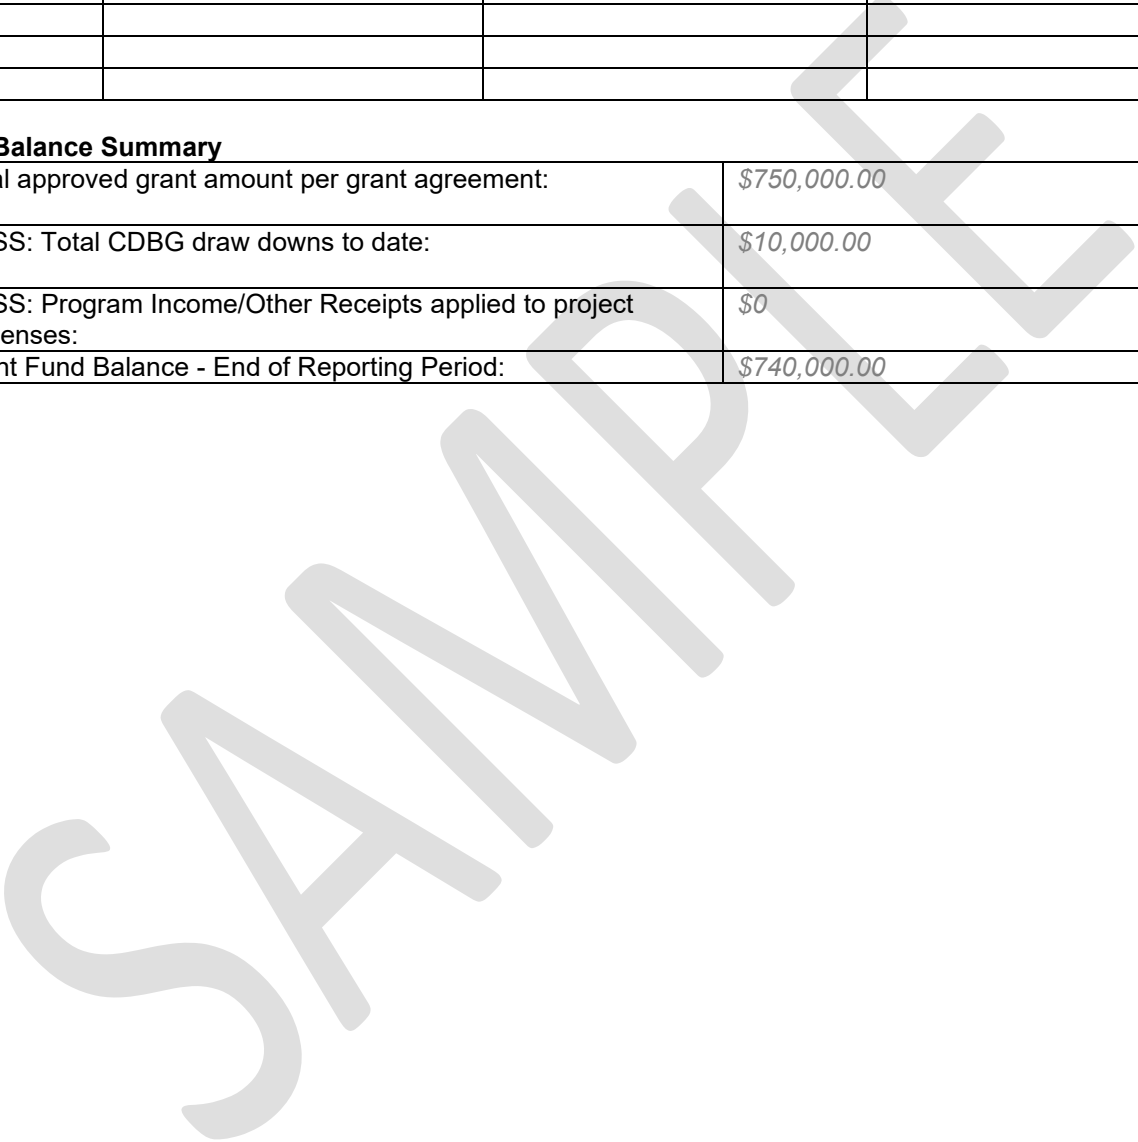 Balance Summary
l approved grant amount per grant agreement: $750,000.00
SS: Total CDBG draw downs to date: $10,000.00
SS: Program Income/Other Receipts applied to project $0
enses:
nt Fund Balance - End of Reporting Period: $740,000.00
SAMPLE